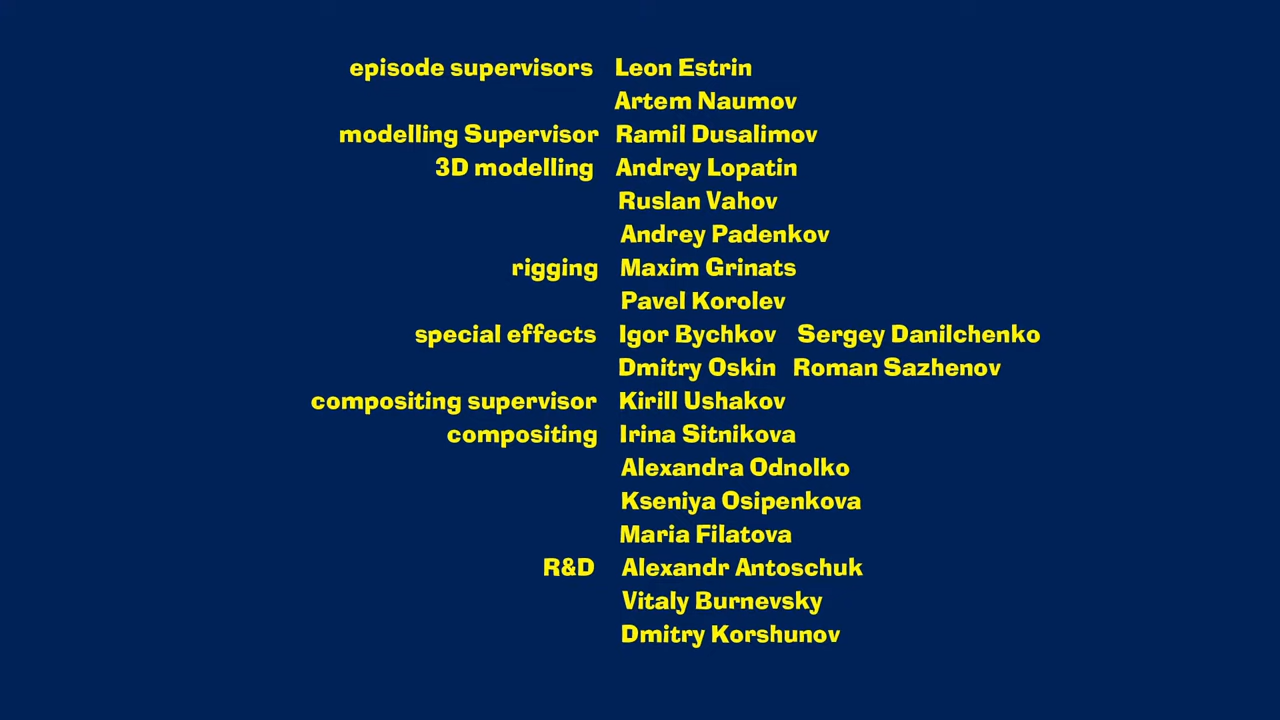 episode supervisors Leon Estrin
Artem Naumov
modelling Supervisor Ramil Dusalimov
3D modelling Andrey Lopatin
Ruslan Vahov
Andrey Padenkov
rigging Maxim Grinats
Pavel Korolev
special effects Igor Bychkov Sergey Danilchenko
Dmitry Oskin Roman Sazhenov
compositing supervisor Kirill Ushakov
compositing Irina Sitnikova
Alexandra Odnolko
Kseniya Osipenkova
Maria Filatova
R&D Alexandr Antoschuk
Vitaly Burnevsky
Dmitry Korshunov